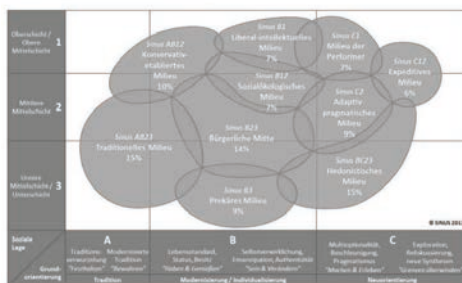 Oberschicht /
Obere
Mittelschicht
1
Mittlere
Mittelschicht
2
Untere
Mittelschicht /
Unterschicht
3
Sinus AB12
Konservativ-
etabliertes
Milieu
10%
Sinus B1
Liberal-intellektuelles
Milieu
7%
Sinus C1
Milieu der
Performer
7%
Sinus C12
Expeditives
Milieu
6%
Sinus B12
Sozialökologisches
Milieu
7%
Sinus C2
Adaptiv
pragmatisches
Milieu
9%
Sinus AB23
Traditionelles Milieu
15%
Sinus B23
Bürgerliche Mitte
14%
Sinus BC23
Hedonistisches
Milieu
15%
Sinus B3
Prekäres Milieu
9%
© SINUS
Soziale
Lage
Grund-
orientierung
A
Traditions-
verwurzelung
"Festhalten"
Modernisierte
Tradition
"Bewahren"
Tradition
B
Lebensstandard,
Status, Besitz
"Haben & Genießen"
Selbstverwirklichung,
Emanzipation, Authentizität
"Sein & Verändern"
Modernisierung / Individualisierung
C
Multioptionalität,
Beschleunigung,
Pragmatismus
"Machen & Erleben"
Exploration,
Refokussierung,
neue Synthesen
"Grenzen überwinden"
Neuorientierung